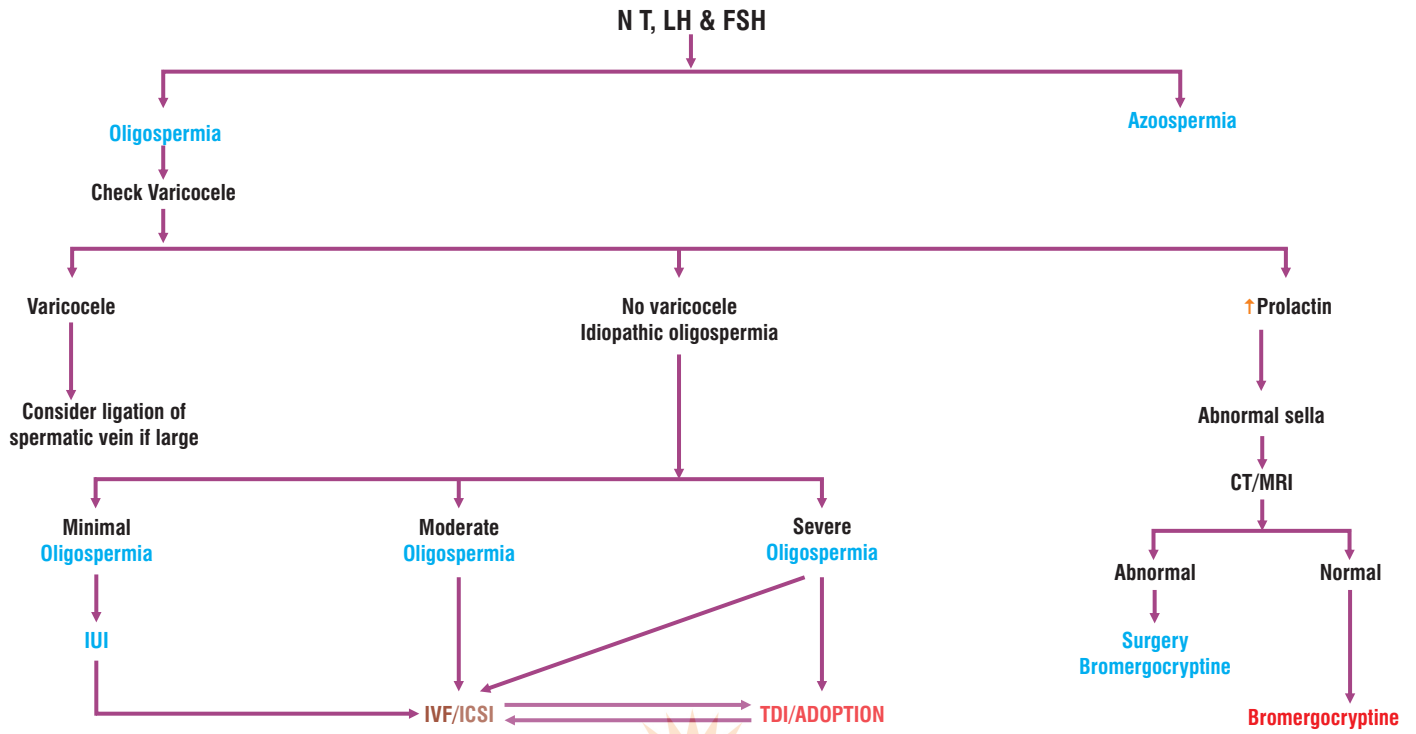 N T, LH & FSH
Oligospermia
Azoospermia
Check Varicocele
Varicocele
No varicocele
Idiopathic oligospermia
↑Prolactin
Consider ligation of
spermatic vein if large
Abnormal sella
CT/MRI
Minimal
Oligospermia
Moderate
Oligospermia
Severe
Oligospermia
Abnormal
Normal
IUI
Surgery
Bromergocryptine
IVF/ICSI
TDI/ADOPTION
Bromergocryptine